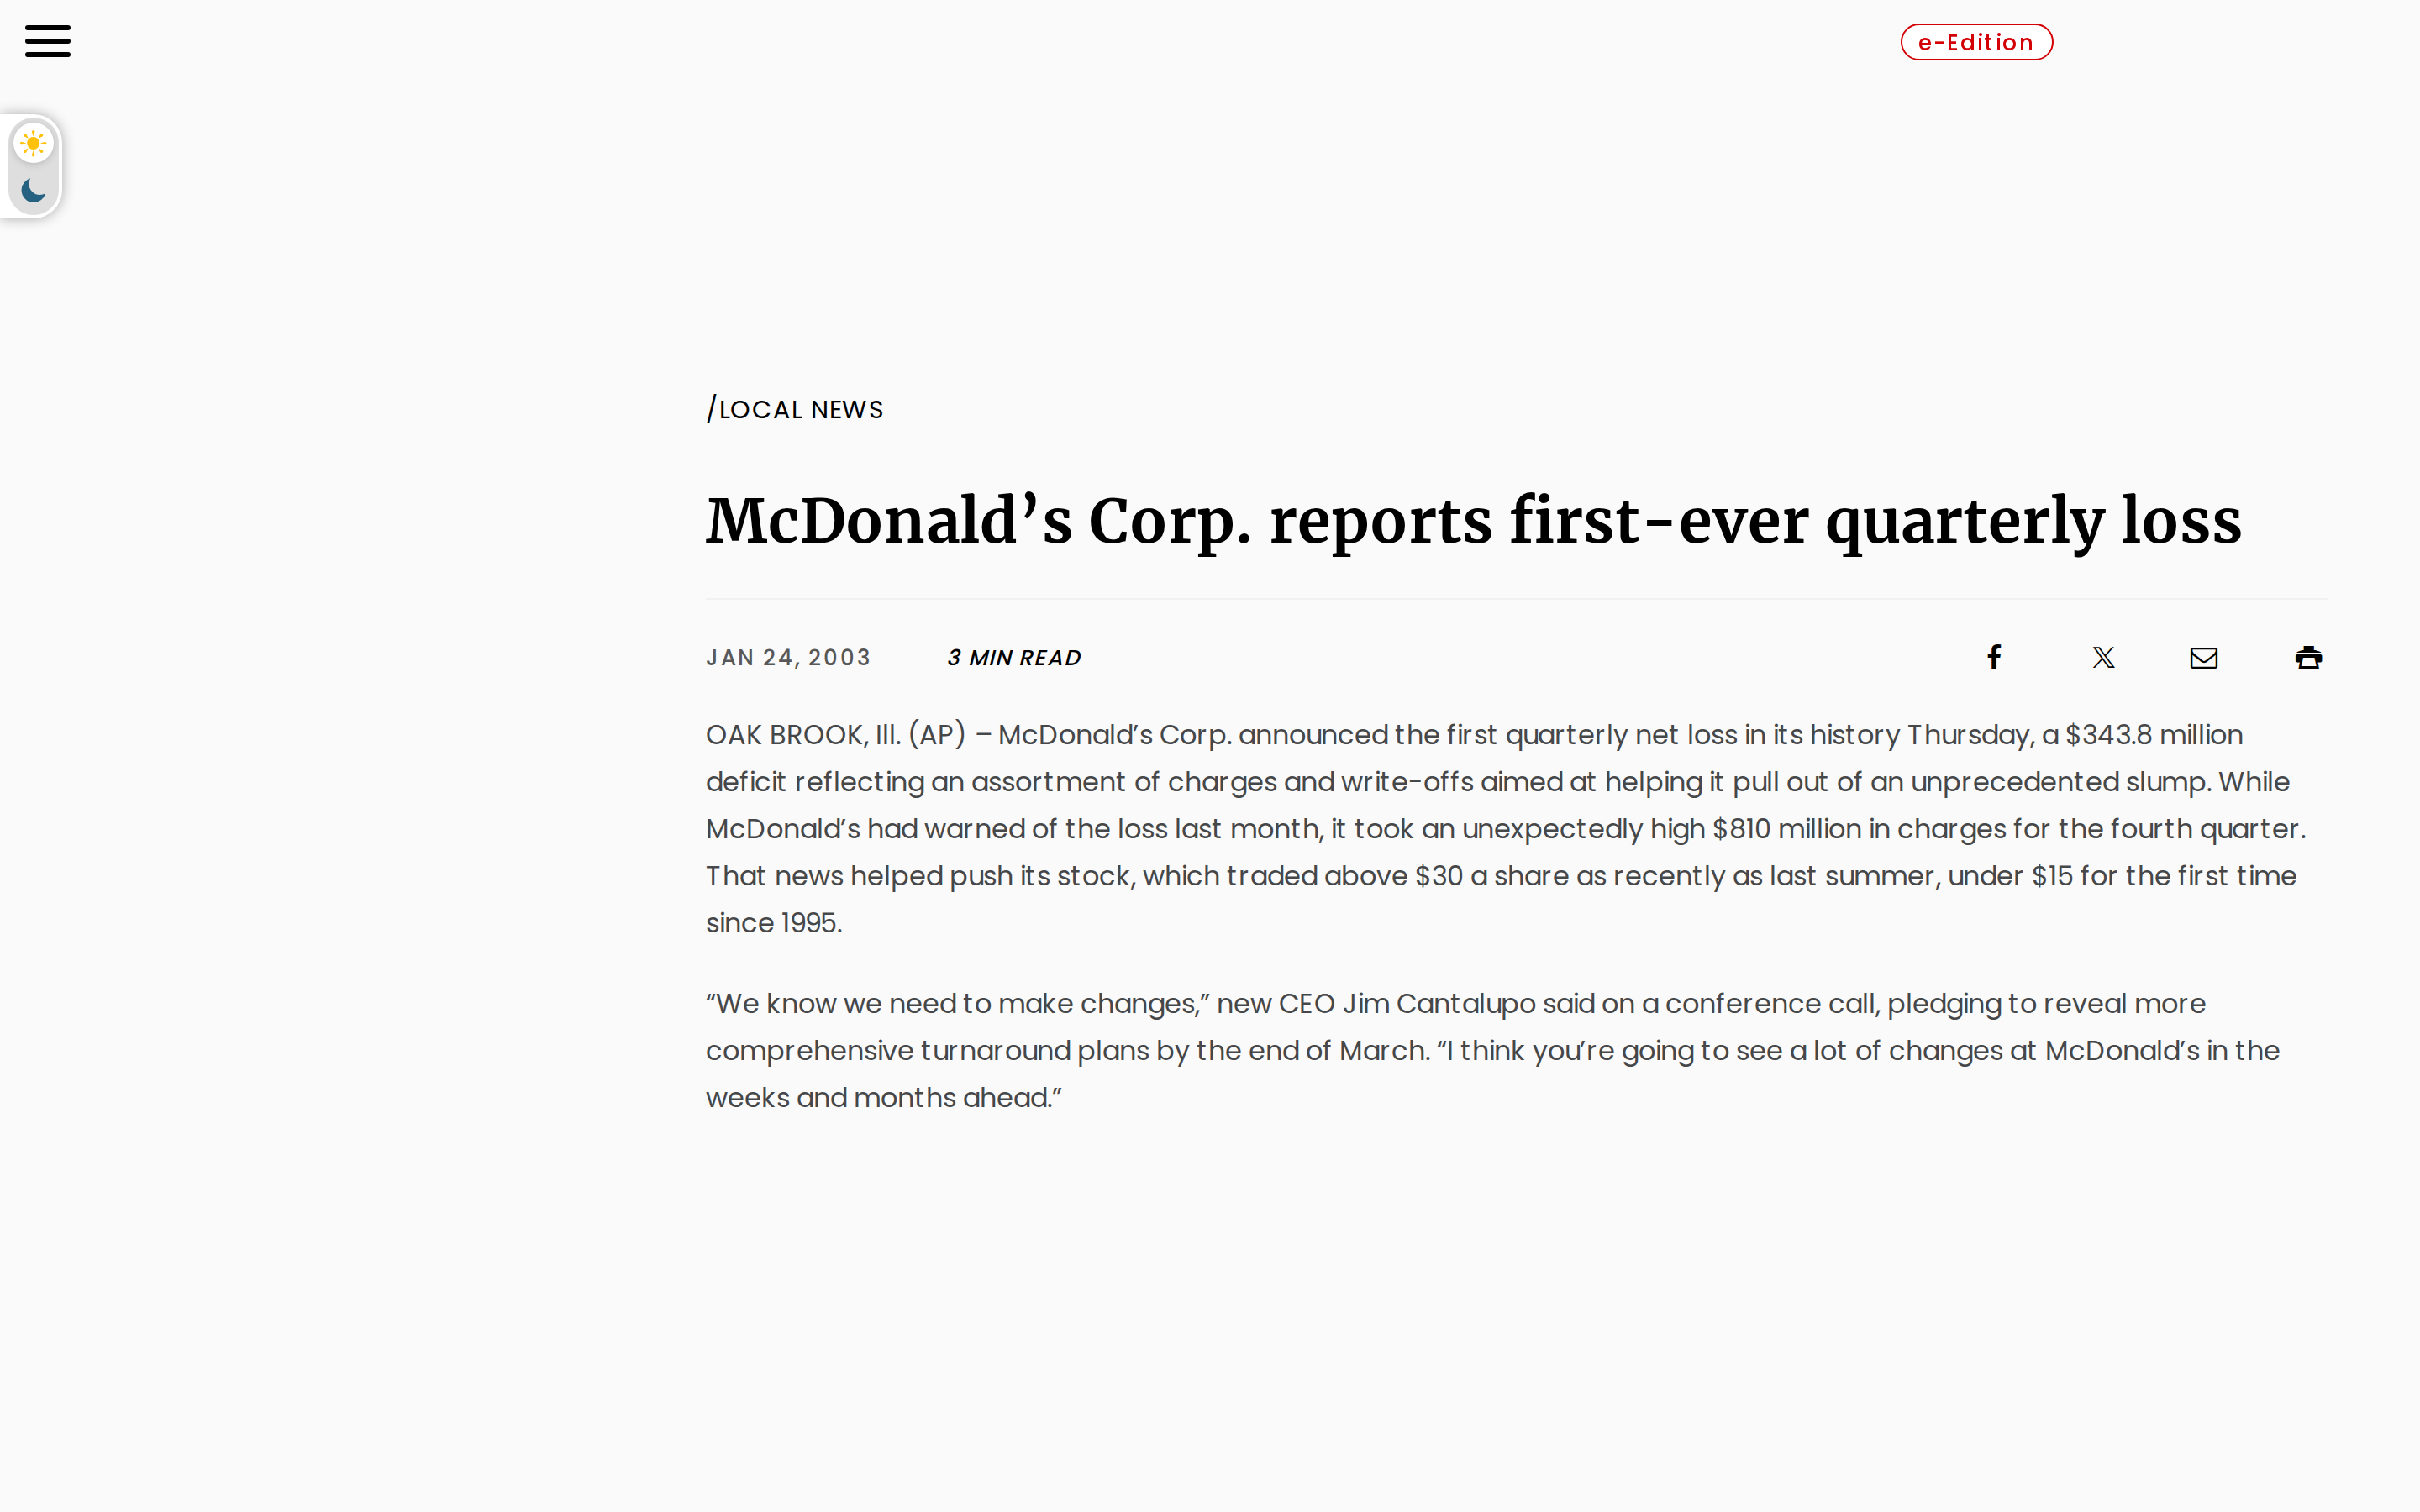 e-Edition
/LOCAL NEWS
McDonald’s Corp. reports first-ever quarterly loss
JAN 24, 2003 3 MIN READ
OAK BROOK, Ill. (AP) – McDonald’s Corp. announced the first quarterly net loss in its history Thursday, a $343.8 million
deficit reflecting an assortment of charges and write-offs aimed at helping it pull out of an unprecedented slump. While
McDonald’s had warned of the loss last month, it took an unexpectedly high $810 million in charges for the fourth quarter.
That news helped push its stock, which traded above $30 a share as recently as last summer, under $15 for the first time
since 1995.
“We know we need to make changes,” new CEO Jim Cantalupo said on a conference call, pledging to reveal more
comprehensive turnaround plans by the end of March. “I think you’re going to see a lot of changes at McDonald’s in the
weeks and months ahead.”